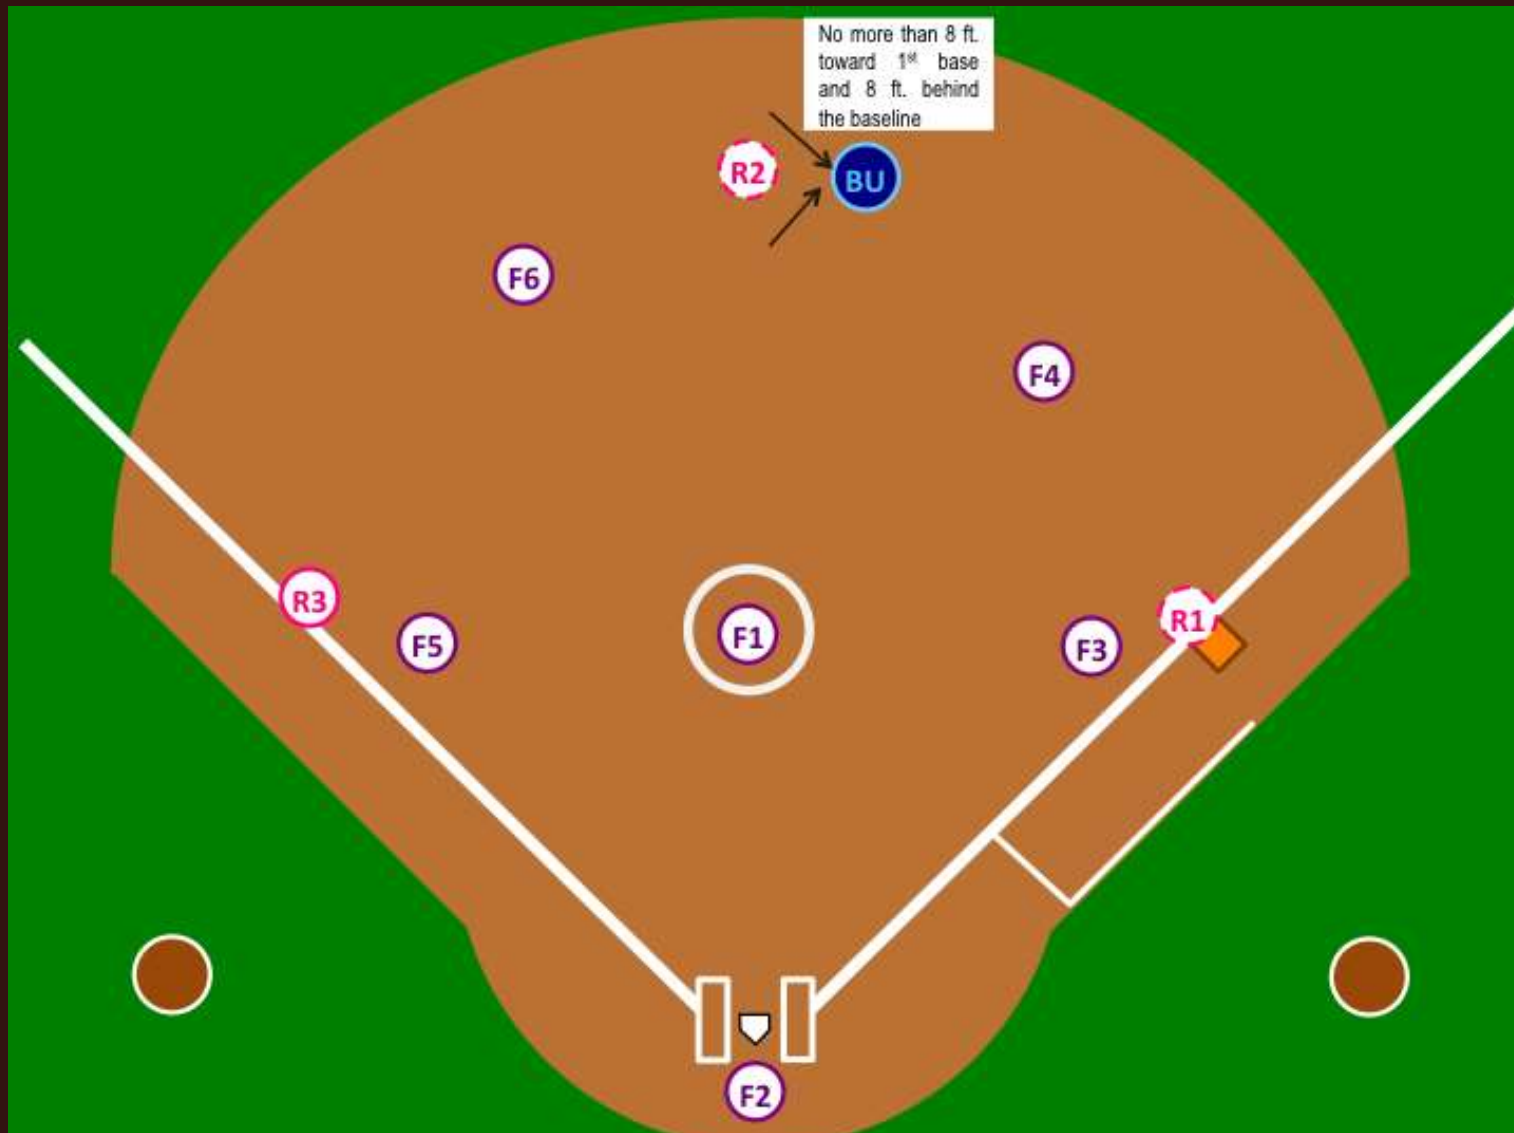 No more than 8 ft.
toward 1st base
and 8 ft. behind
the baseline
R2
BU
F6
F4
R3
F5
F1
F3
R1
F2